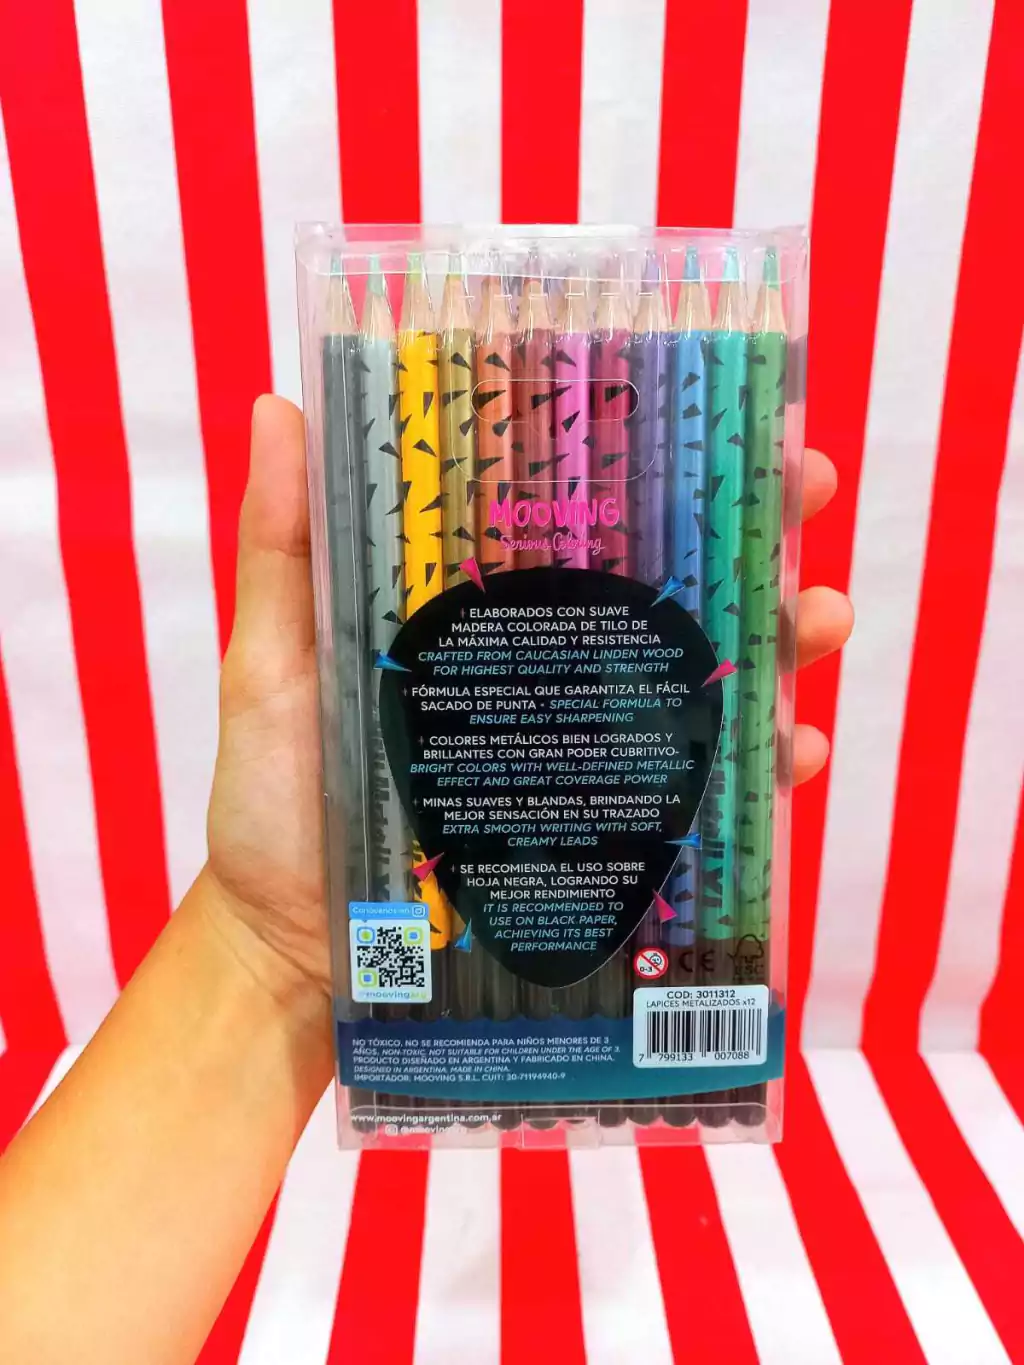 MOOVING
Serious Coloring
+ ELABORADOS CON SUAVE
MADERA COLORADA DE TILO DE
LA MÁXIMA CALIDAD Y RESISTENCIA
CRAFTED FROM CAUCASIAN LINDEN WOOD
FOR HIGHEST QUALITY AND STRENGTH
+ FÓRMULA ESPECIAL QUE GARANTIZA EL FÁCIL
SACADO DE PUNTA - SPECIAL FORMULA TO
ENSURE EASY SHARPENING
+ COLORES METÁLICOS BIEN LOGRADOS Y
BRILLANTES CON GRAN PODER CUBRITIVO-
BRIGHT COLORS WITH WELL-DEFINED METALLIC
EFFECT AND GREAT COVERAGE POWER
+ MINAS SUAVES Y BLANDAS, BRINDANDO LA
MEJOR SENSACIÓN EN SU TRAZADO
EXTRA SMOOTH WRITING WITH SOFT,
CREAMY LEADS
+ SE RECOMIENDA EL USO SOBRE
HOJA NEGRA, LOGRANDO SU
MEJOR RENDIMIENTO
IT IS RECOMMENDED TO
USE ON BLACK PAPER,
ACHIEVING ITS BEST
PERFORMANCE
Conocenos en
@moovingarg
0-3
CE
COD: 3011312
LAPICES METALIZADOS x12
7 799133 007088
NO TÓXICO. NO SE RECOMIENDA PARA NIÑOS MENORES DE 3
AÑOS. NON-TOXIC, NOT SUITABLE FOR CHILDREN UNDER THE AGE OF 3.
PRODUCTO DISEÑADO EN ARGENTINA Y FABRICADO EN CHINA.
DESIGNED IN ARGENTINA, MADE IN CHINA.
IMPORTADOR: MOOVING S.R.L. CUIT: 30-71194940-9
www.moovingargentina.com.ar